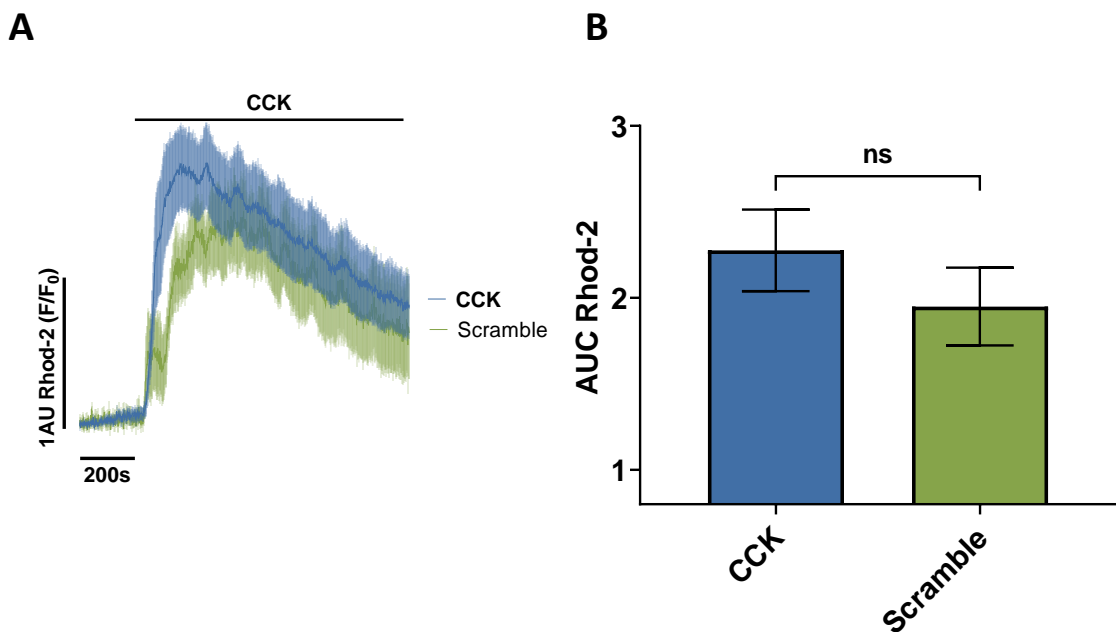 A
CCK
1AU Rhod-2 (F/F₀)
200s
CCK
Scramble
B
ns
AUC Rhod-2
3
2
1
CCK
Scramble